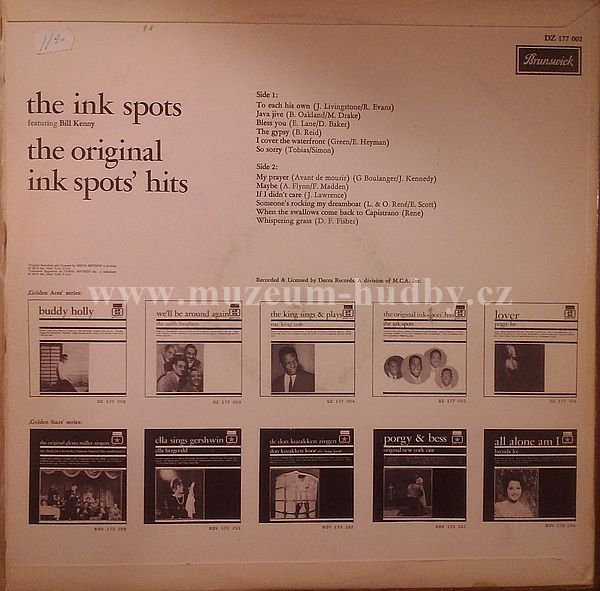 DZ 177 002
Brunswick
the ink spots
featuring Bill Kenny
the original
ink spots' hits
Side 1:
To each his own (J. Livingstone/R. Evans)
Java jive (B. Oakland/M. Drake)
Bless you (E. Lane/D. Baker)
The gypsy (B. Reid)
I cover the waterfront (Green/E. Heyman)
So sorry (Tobias/Simon)
Side 2:
My prayer (Avant de mourir) (G Boulanger/J. Kennedy)
Maybe (A. Flynn/F. Madden)
If I didn't care (J. Lawrence)
Someone's rocking my dreamboat (L. & O. René/E. Scott)
When the swallows come back to Capistrano (Rene)
Whispering grass (D. F. Fisher)
Recorded & Licensed by Decca Records. A division of M.C.A. Inc.
www.muzeum-hudby.cz
‚Golden Aces' series:
buddy holly
we'll be around again
the mills brothers
the king sings & plays
nat 'king' cole
the original ink spots' hits
the ink spots
lover
peggy lee
DZ 177 003
DZ 177 004
‚Golden Stars' series:
the original glenn miller singers
ella sings gershwin
ella fitzgerald
de don kozakken zingen
don kozakken koor
porgy & bess
original new york cast
all alone am I
brenda lee